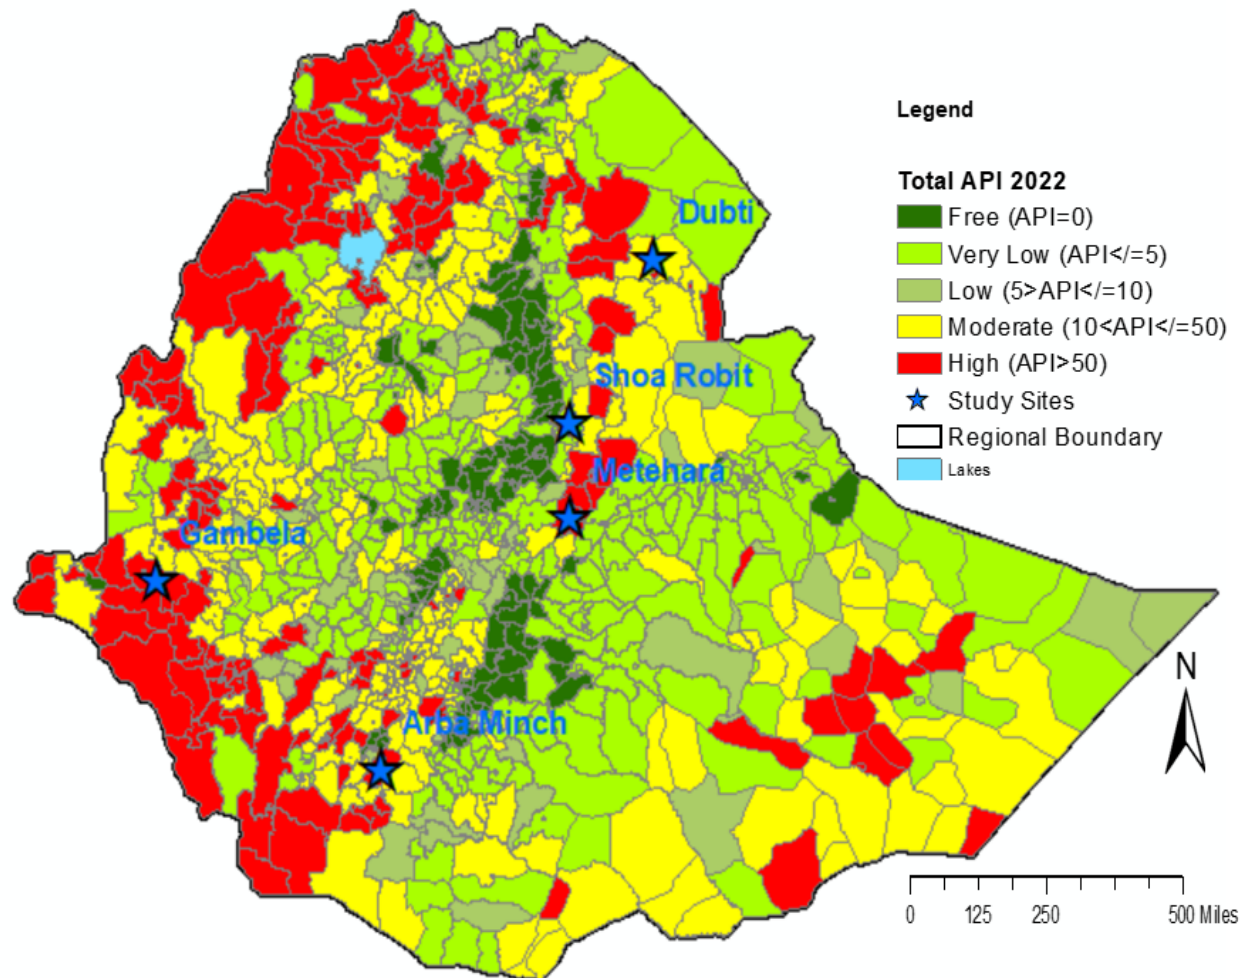 Legend
Total API 2022
Free (API=0)
Very Low (API</=5)
Low (5>API</=10)
Moderate (10<API</=50)
High (API>50)
Study Sites
Regional Boundary
Lakes
Dubti
Shoa Robit
Metehara
Gambela
Arba Minch
N
0 125 250 500 Miles